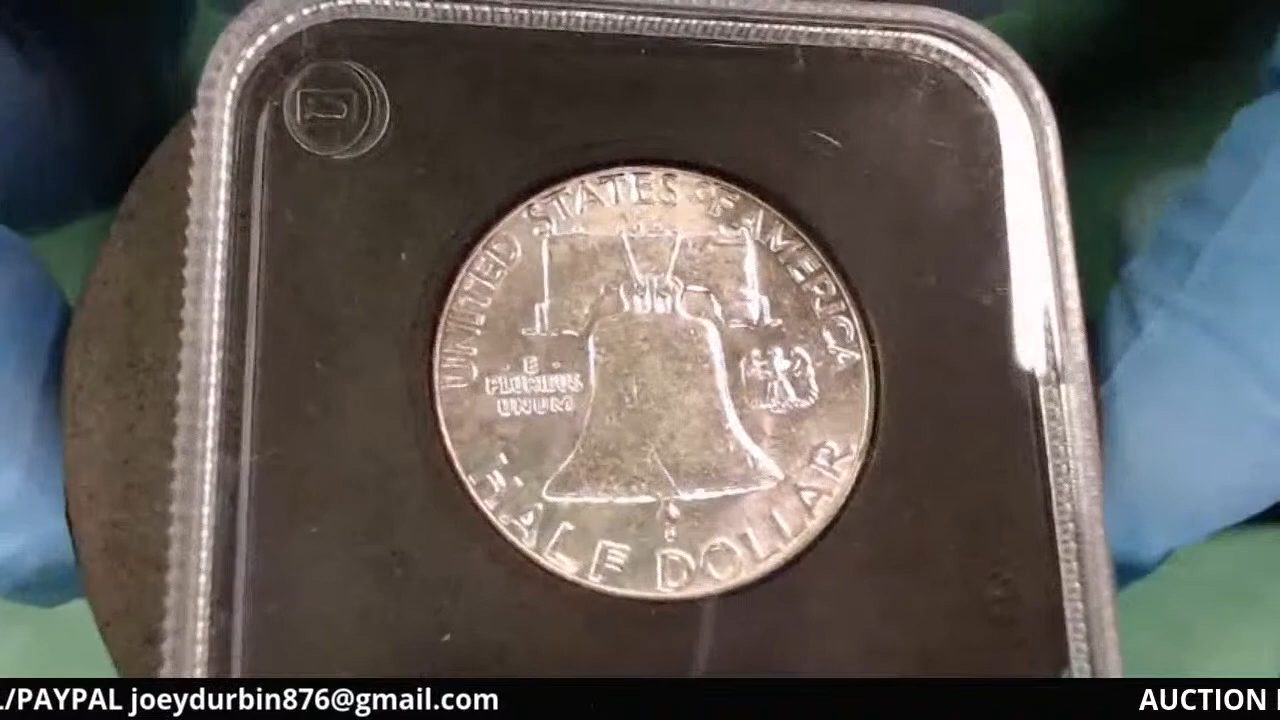 UNITED STATES OF AMERICA
E
PLURIBUS
UNUM
HALF DOLLAR
/PAYPAL joeydurbin876@gmail.com
AUCTION